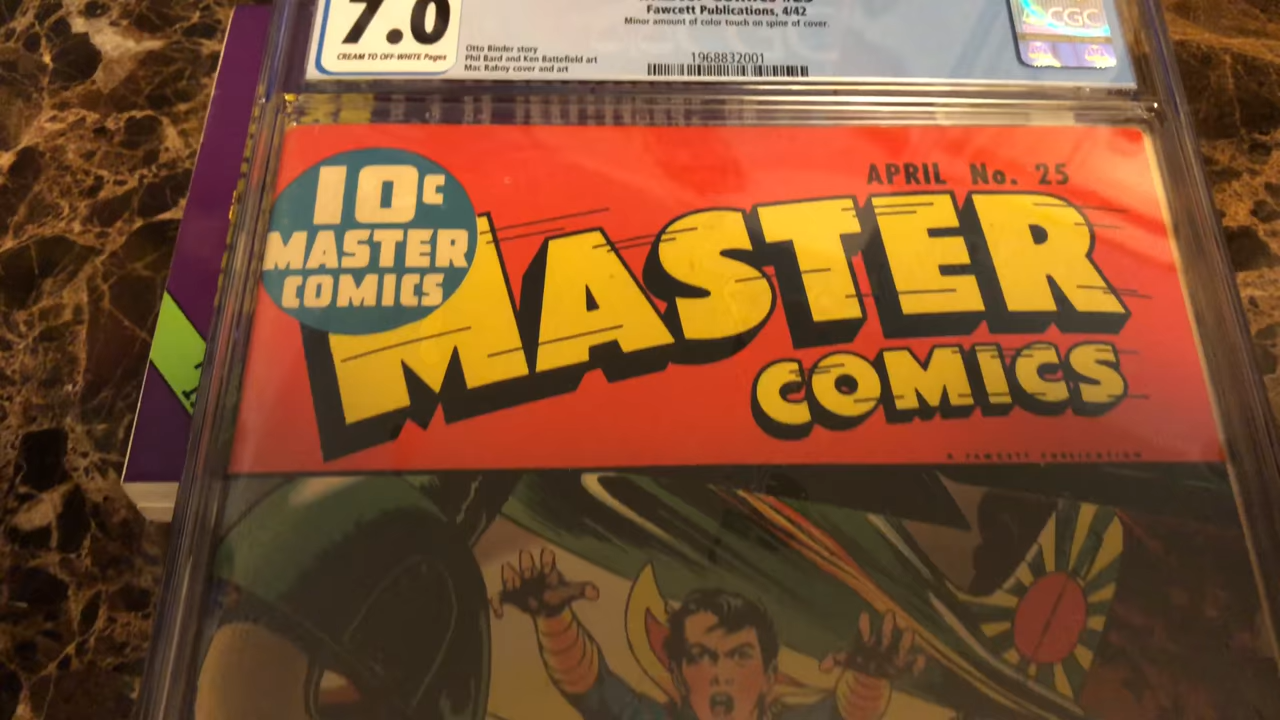 7.0
CREAM TO OFF-WHITE Pages
Fawcett Publications, 4/42
Minor amount of color touch on spine of cover.
Otto Binder story
Phil Bard and Ken Battefield art
Mac Raboy cover and art
1968832001
CGC
10¢
MASTER
COMICS
APRIL No. 25
MASTER
COMICS
A FAWCETT PUBLICATION